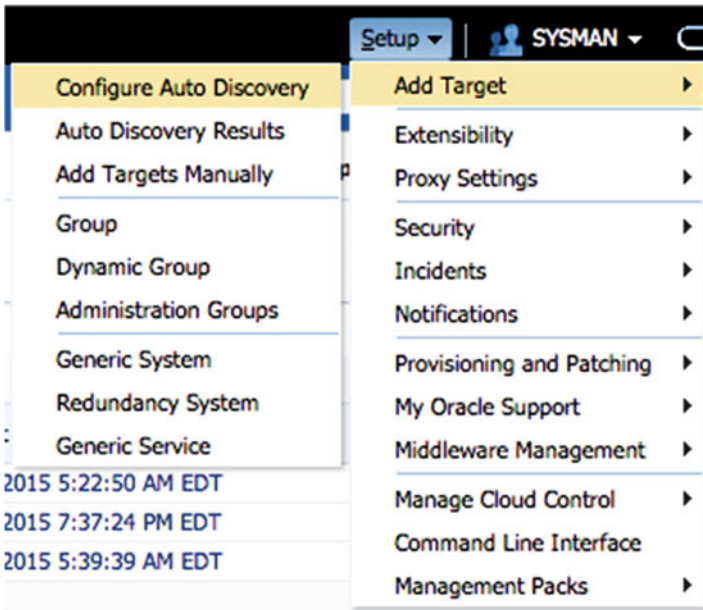 Setup SYSMAN
Add Target
Extensibility
Proxy Settings
Security
Incidents
Notifications
Provisioning and Patching
My Oracle Support
Middleware Management
Manage Cloud Control
Command Line Interface
Management Packs
Configure Auto Discovery
Auto Discovery Results
Add Targets Manually
Group
Dynamic Group
Administration Groups
Generic System
Redundancy System
Generic Service
2015 5:22:50 AM EDT
2015 7:37:24 PM EDT
2015 5:39:39 AM EDT